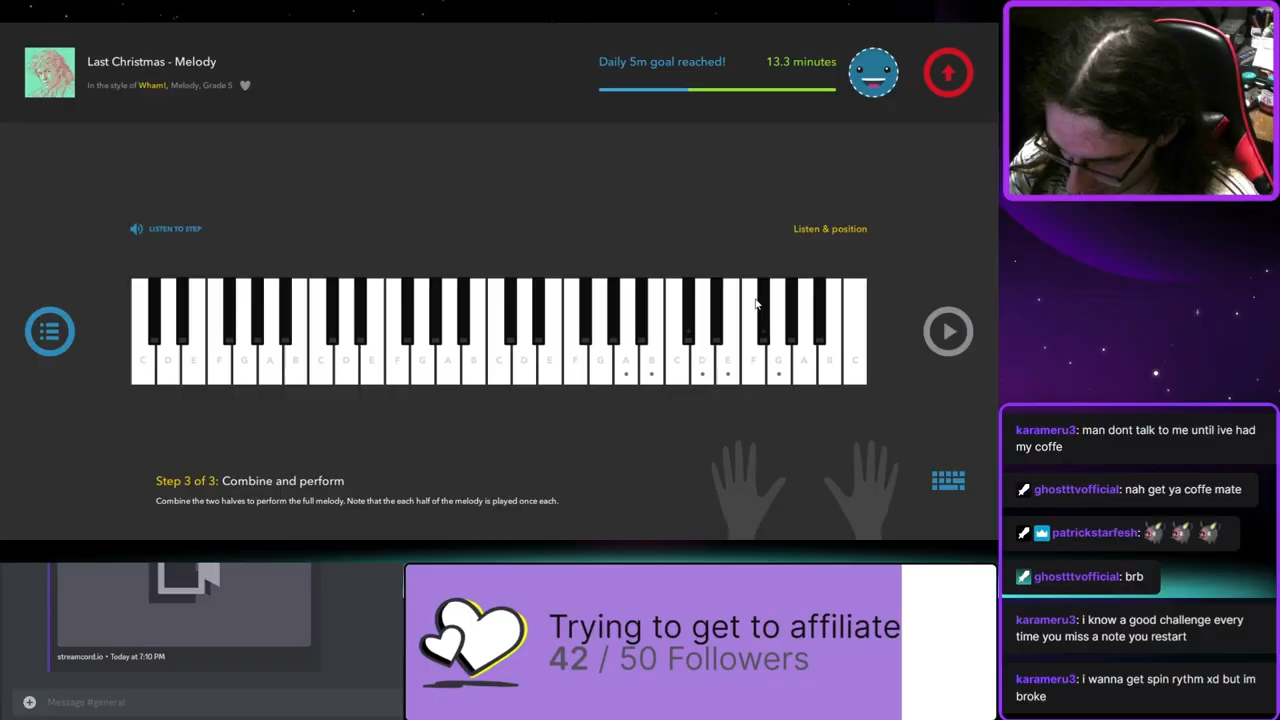 Last Christmas - Melody
In the style of Wham!, Melody, Grade 5
Daily 5m goal reached!
13.3 minutes
LISTEN TO STEP
Listen & position
C D E F G A B C D E F G A B C D E F G A B C D E F G A B C
Step 3 of 3: Combine and perform
Combine the two halves to perform the full melody. Note that the each half of the melody is played once each.
streamcord.io • Today at 7:10 PM
Message #general
Trying to get to affiliate
42 / 50 Followers
karameru3: man dont talk to me until ive had
my coffe
ghostttvofficial: nah get ya coffe mate
patrickstarfesh:
ghostttvofficial: brb
karameru3: i know a good challenge every
time you miss a note you restart
karameru3: i wanna get spin rythm xd but im
broke